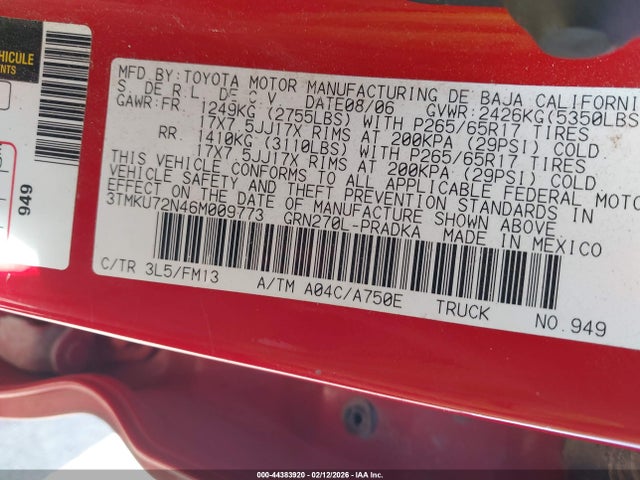 HICULE
ENTS
949
MFD. BY: TOYOTA MOTOR MANUFACTURING DE BAJA CALIFORNI
S DE R L DE V DATE08/06 GVWR:2426KG(5350LBS
GAWR:FR. 1249KG (2755LBS) WITH P265/65R17 TIRES
17X7.5JJ17X RIMS AT 200KPA (29PSI) COLD
RR. 1410KG (3110LBS) WITH P265/65R17 TIRES
17X7.5JJ17X RIMS AT 200KPA (29PSI) COLD
THIS VEHICLE CONFORMS TO ALL APPLICABLE FEDERAL MOTO
VEHICLE SAFETY AND THEFT PREVENTION STANDARDS IN
EFFECT ON THE DATE OF MANUFACTURE SHOWN ABOVE.
3TMKU72N46M009773 GRN270L-PRADKA MADE IN MEXICO
C/TR 3L5/FM13 A/TM A04C/A750E TRUCK NO.949
000-44383920 - 02/12/2026 - IAA Inc.